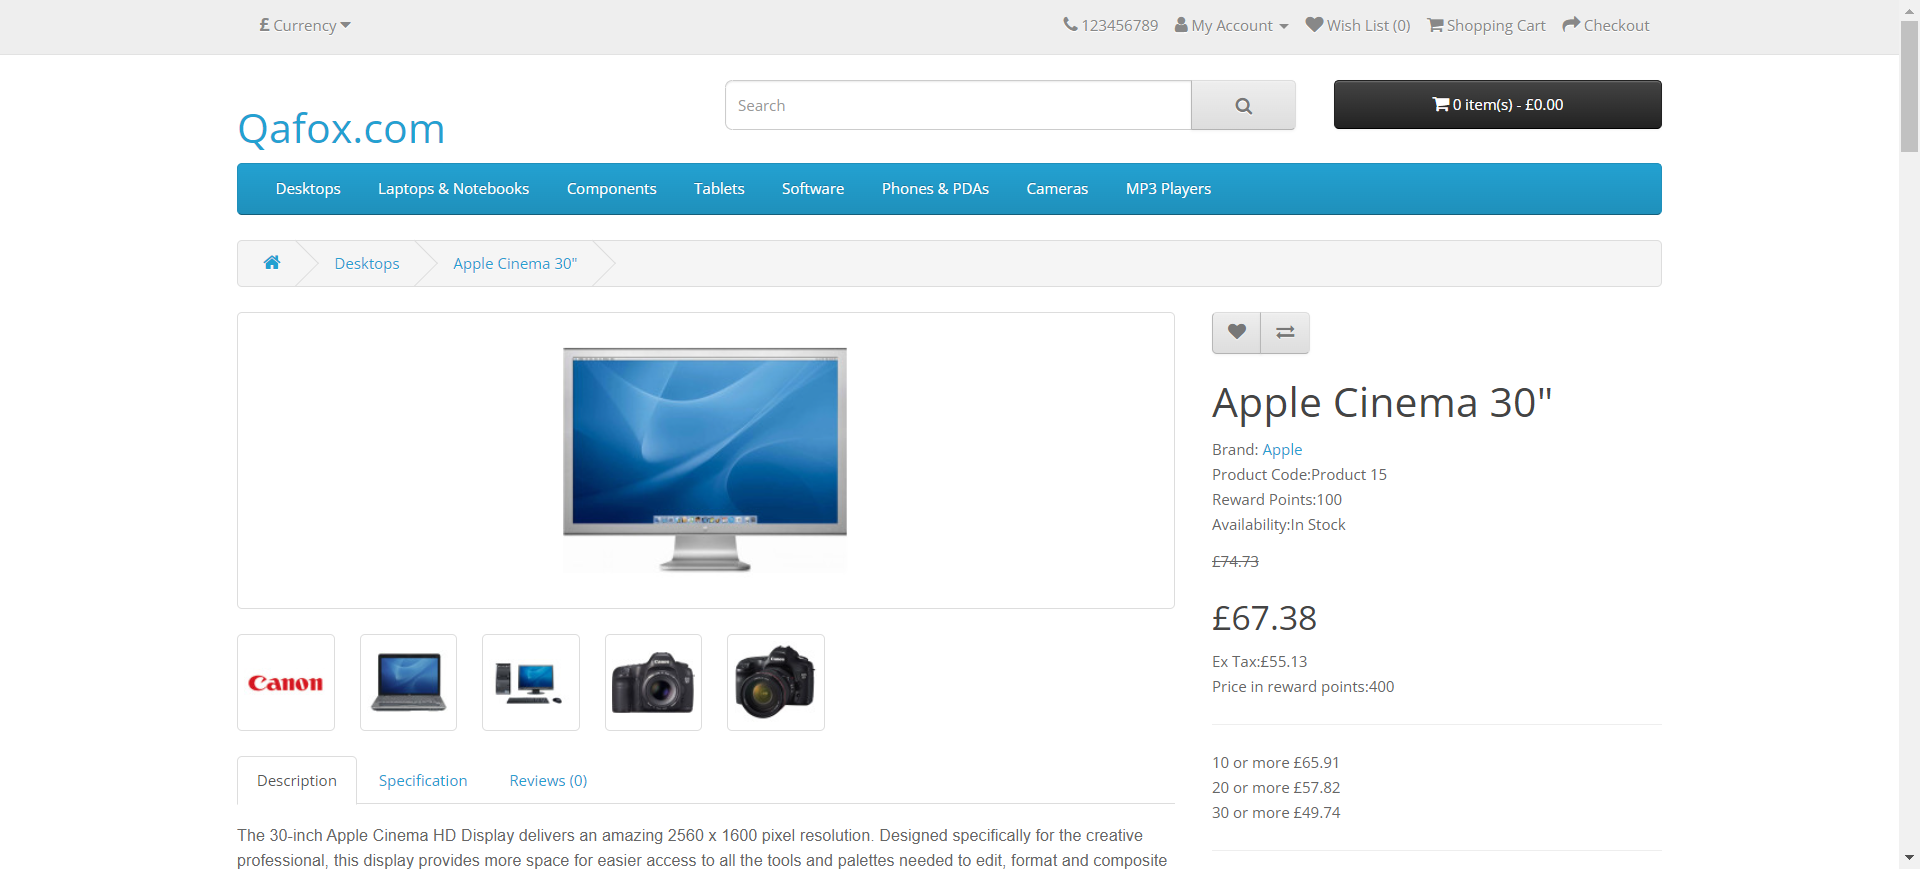 £ Currency
123456789
My Account
Wish List (0)
Shopping Cart
Checkout
Qafox.com
Search
0 item(s) - £0.00
Desktops
Laptops & Notebooks
Components
Tablets
Software
Phones & PDAs
Cameras
MP3 Players
Desktops
Apple Cinema 30"
Canon
Description
Specification
Reviews (0)
The 30-inch Apple Cinema HD Display delivers an amazing 2560 x 1600 pixel resolution. Designed specifically for the creative
professional, this display provides more space for easier access to all the tools and palettes needed to edit, format and composite
Apple Cinema 30"
Brand: Apple
Product Code:Product 15
Reward Points:100
Availability:In Stock
£74.73
£67.38
Ex Tax:£55.13
Price in reward points:400
10 or more £65.91
20 or more £57.82
30 or more £49.74